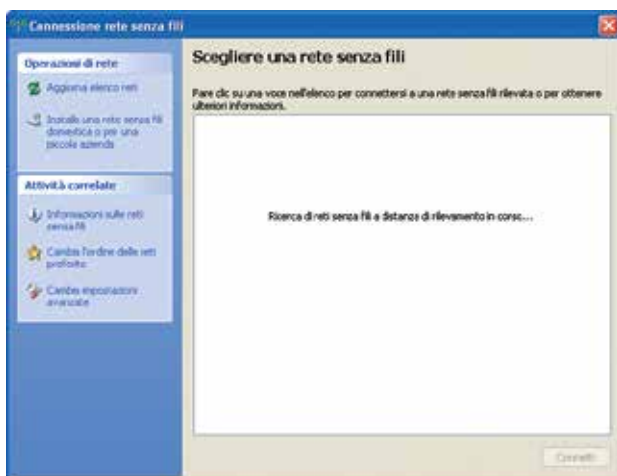 Connessione rete senza fili
Operazioni di rete
Aggiorna elenco reti
Installa una rete senza fili
domestica o per una
piccola azienda
Attività correlate
Informazioni sulle reti
senza fili
Cambia l'ordine delle reti
preferite
Cambia impostazioni
avanzate
Scegliere una rete senza fili
Fare clic su una voce nell'elenco per connettersi a una rete senza fili rilevata o per ottenere
ulteriori informazioni.
Ricerca di reti senza fili a distanza di rilevamento in corso...
Connetti